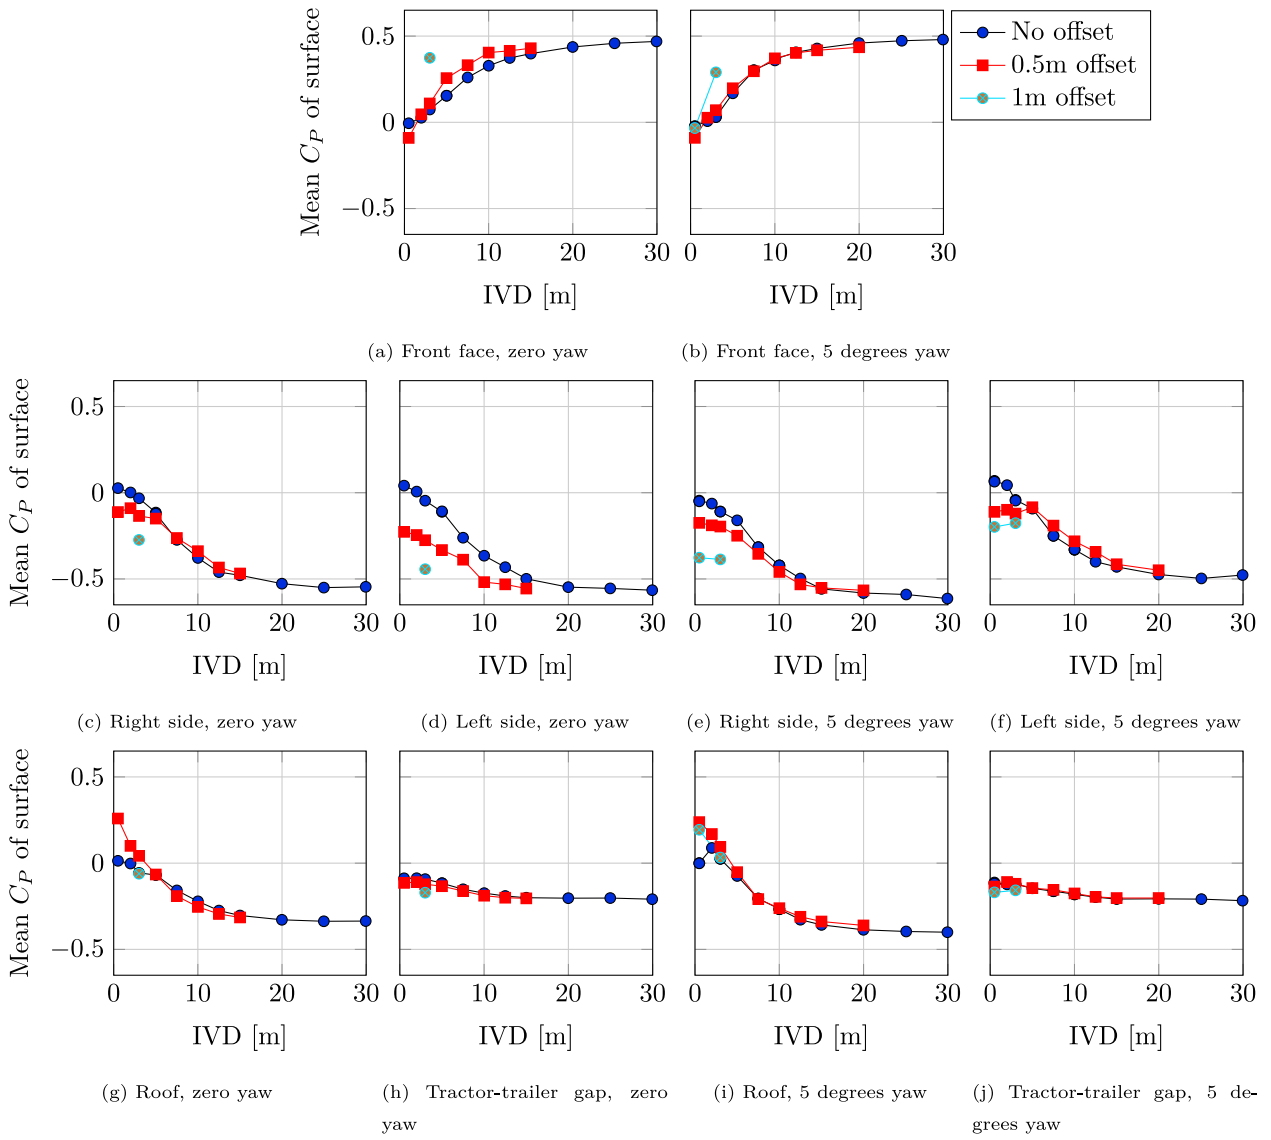 0.5
0
−0.5
Mean C_P of surface
0 10 20 30
0 10 20 30
IVD [m]
IVD [m]
No offset
0.5m offset
1m offset
(a) Front face, zero yaw
(b) Front face, 5 degrees yaw
0.5
0
−0.5
Mean C_P of surface
0 10 20 30
0 10 20 30
0 10 20 30
0 10 20 30
IVD [m]
IVD [m]
IVD [m]
IVD [m]
(c) Right side, zero yaw
(d) Left side, zero yaw
(e) Right side, 5 degrees yaw
(f) Left side, 5 degrees yaw
0.5
0
−0.5
Mean C_P of surface
0 10 20 30
0 10 20 30
0 10 20 30
0 10 20 30
IVD [m]
IVD [m]
IVD [m]
IVD [m]
(g) Roof, zero yaw
(h) Tractor-trailer gap, zero
yaw
(i) Roof, 5 degrees yaw
(j) Tractor-trailer gap, 5 de-
grees yaw